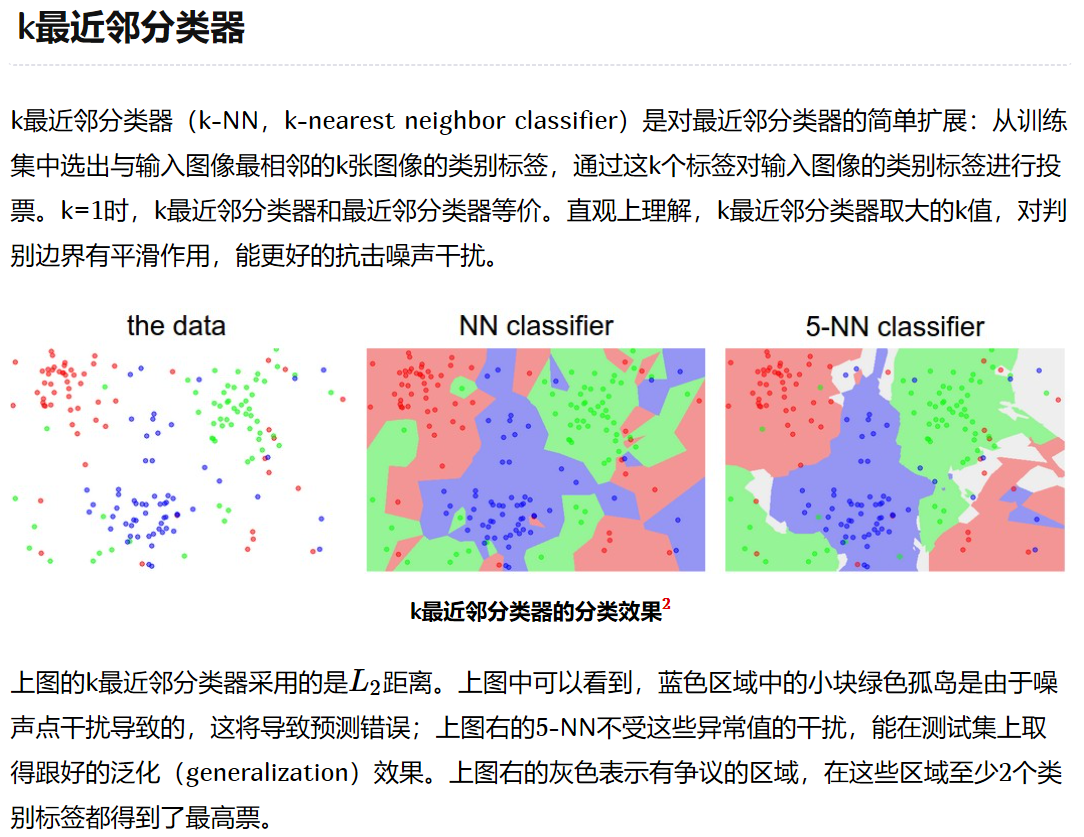 k最近邻分类器
k最近邻分类器（k-NN，k-nearest neighbor classifier）是对最近邻分类器的简单扩展：从训练
集中选出与输入图像最相邻的k张图像的类别标签，通过这k个标签对输入图像的类别标签进行投
票。k=1时，k最近邻分类器和最近邻分类器等价。直观上理解，k最近邻分类器取大的k值，对判
别边界有平滑作用，能更好的抗击噪声干扰。
the data
NN classifier
5-NN classifier
k最近邻分类器的分类效果2
上图的k最近邻分类器采用的是L2距离。上图中可以看到，蓝色区域中的小块绿色孤岛是由于噪
声点干扰导致的，这将导致预测错误；上图右的5-NN不受这些异常值的干扰，能在测试集上取
得跟好的泛化（generalization）效果。上图右的灰色表示有争议的区域，在这些区域至少2个类
别标签都得到了最高票。